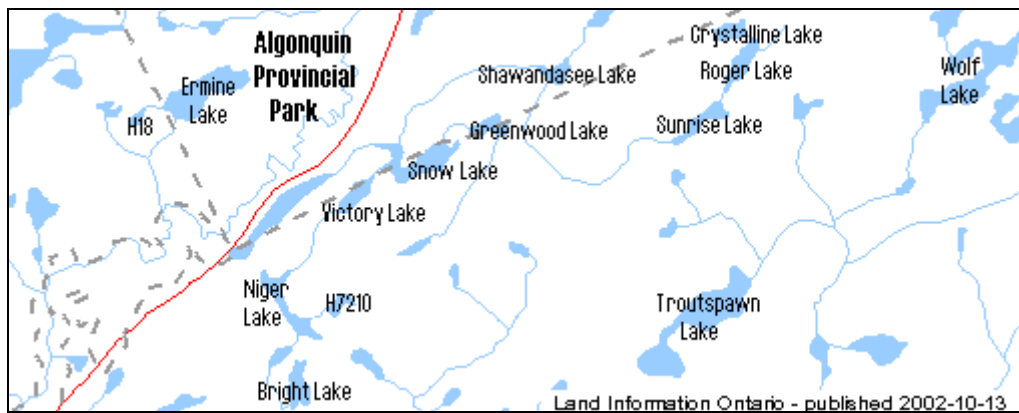 Algonquin
Provincial
Park
Crystalline Lake
Shawandasee Lake
Roger Lake
Wolf
Lake
Ermine
Lake
H18
Greenwood Lake
Sunrise Lake
Snow Lake
Victory Lake
Niger
Lake
H7210
Troutspawn
Lake
Bright Lake
Land Information Ontario - published 2002-10-13